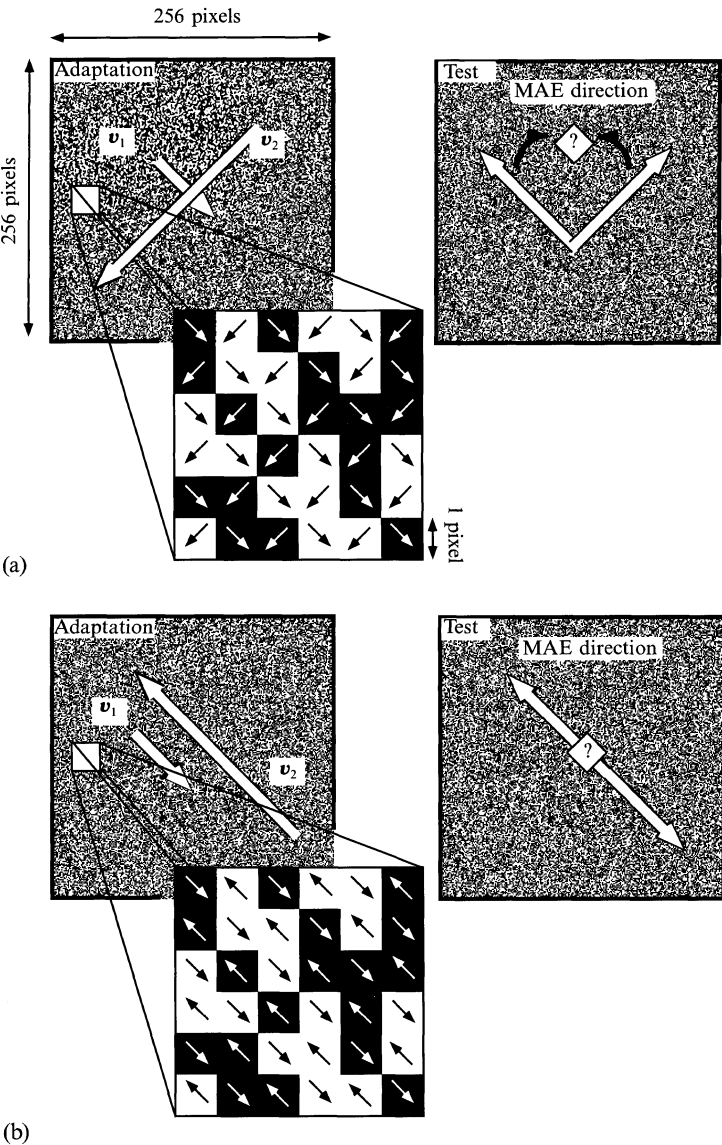 256 pixels
Adaptation
v1
v2
256 pixels
1 pixel
Test
MAE direction
?
(a)
Adaptation
v1
v2
Test
MAE direction
?
(b)